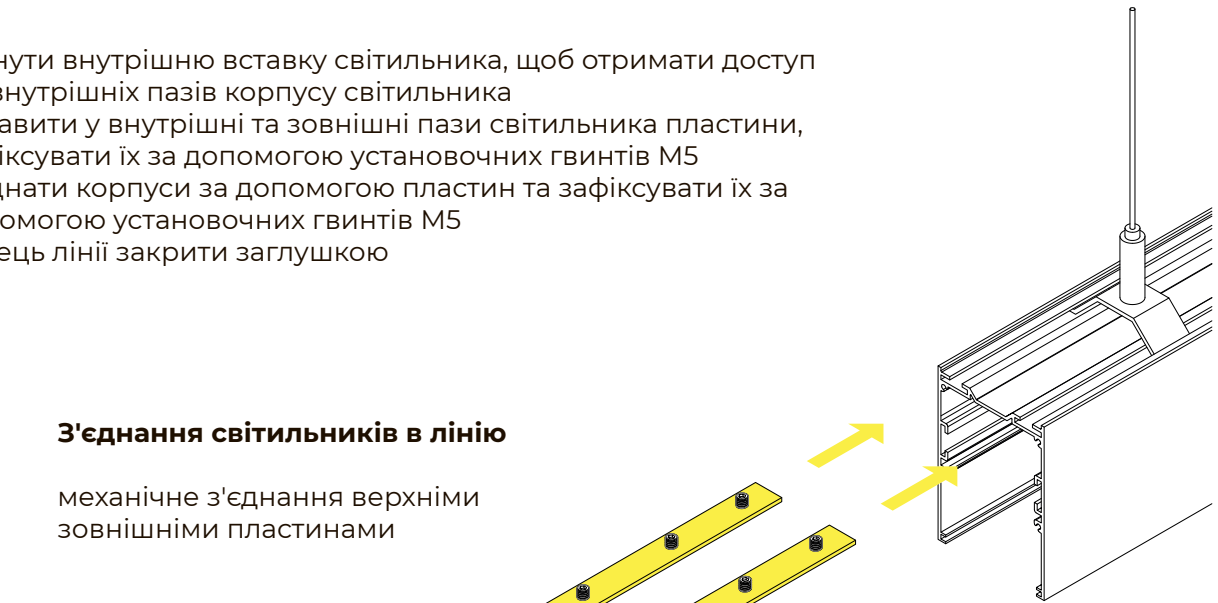 нути внутрішню вставку світильника, щоб отримати доступ
внутрішніх пазів корпусу світильника
авити у внутрішні та зовнішні пази світильника пластини,
іксувати їх за допомогою установочних гвинтів М5
днати корпуси за допомогою пластин та зафіксувати їх за
омогою установочних гвинтів М5
ець лінії закрити заглушкою
З'єднання світильників в лінію
механічне з'єднання верхніми
зовнішніми пластинами